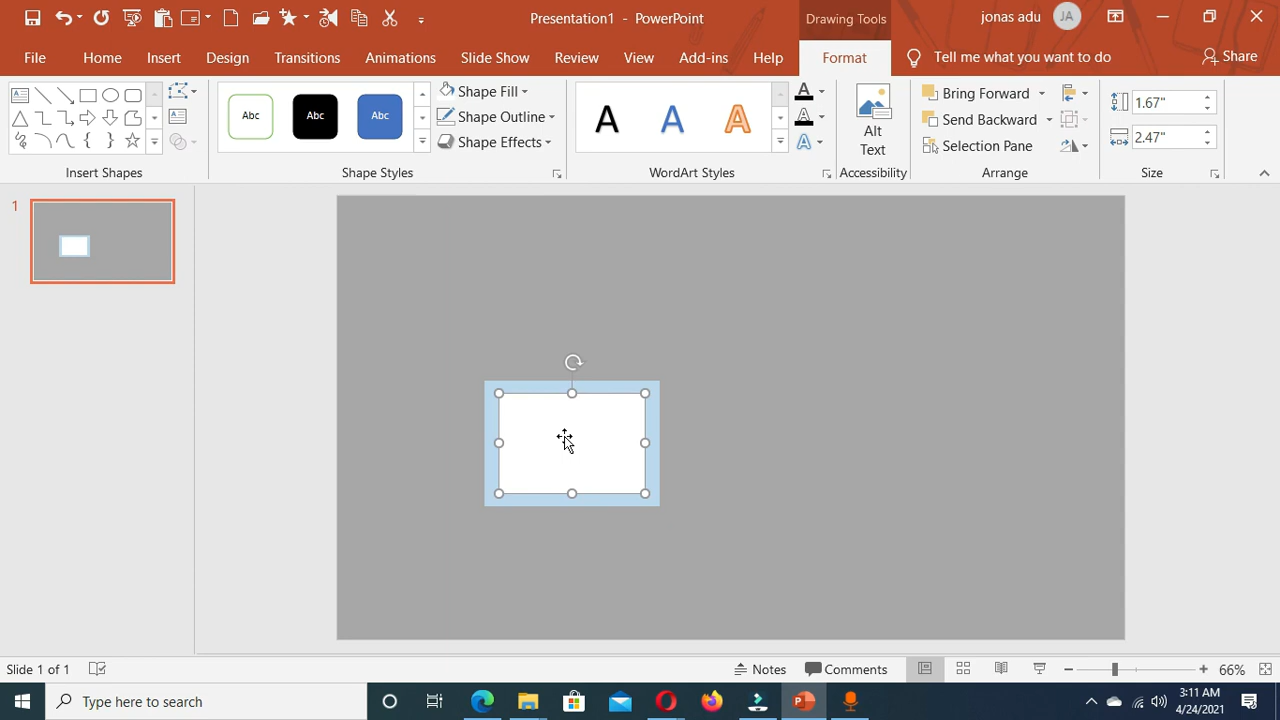 Presentation1 - PowerPoint
Drawing Tools
jonas adu
JA
File
Home
Insert
Design
Transitions
Animations
Slide Show
Review
View
Add-ins
Help
Format
Tell me what you want to do
Share
Abc
Abc
Abc
Shape Fill
Shape Outline
Shape Effects
A
A
A
A
A
A
Alt
Text
Bring Forward
Send Backward
Selection Pane
1.67"
2.47"
Insert Shapes
Shape Styles
WordArt Styles
Accessibility
Arrange
Size
1
Slide 1 of 1
Notes
Comments
66%
Type here to search
3:11 AM
4/24/2021